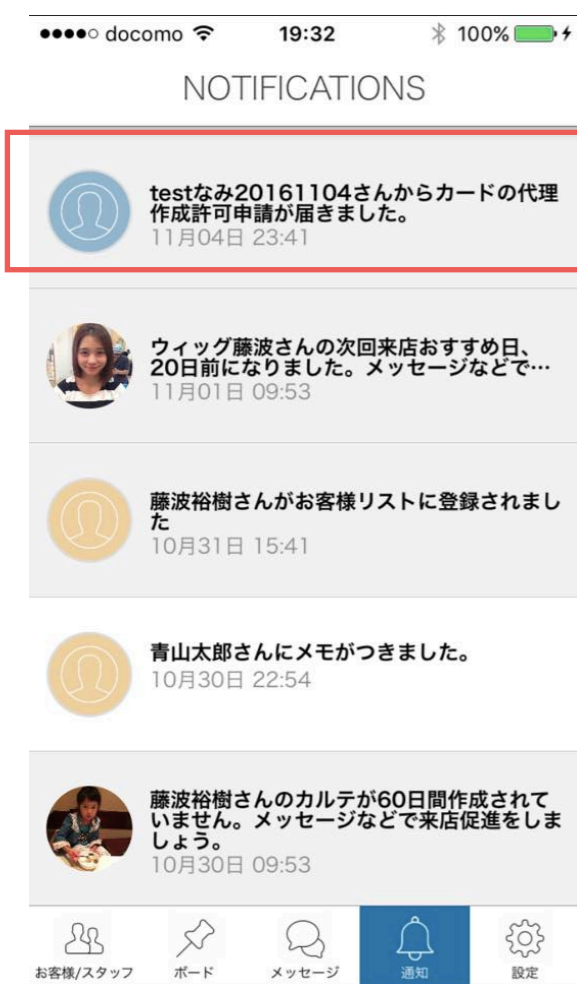 docomo 19:32 100%
NOTIFICATIONS
testなみ20161104さんからカードの代理
作成許可申請が届きました。
11月04日 23:41
ウィッグ藤波さんの次回来店おすすめ日、
20日前になりました。メッセージなどで…
11月01日 09:53
藤波裕樹さんがお客様リストに登録されまし
た
10月31日 15:41
青山太郎さんにメモがつきました。
10月30日 22:54
藤波裕樹さんのカルテが60日間作成されて
いません。メッセージなどで来店促進をしま
しょう。
10月30日 09:53
お客様/スタッフ ボード メッセージ 通知 設定